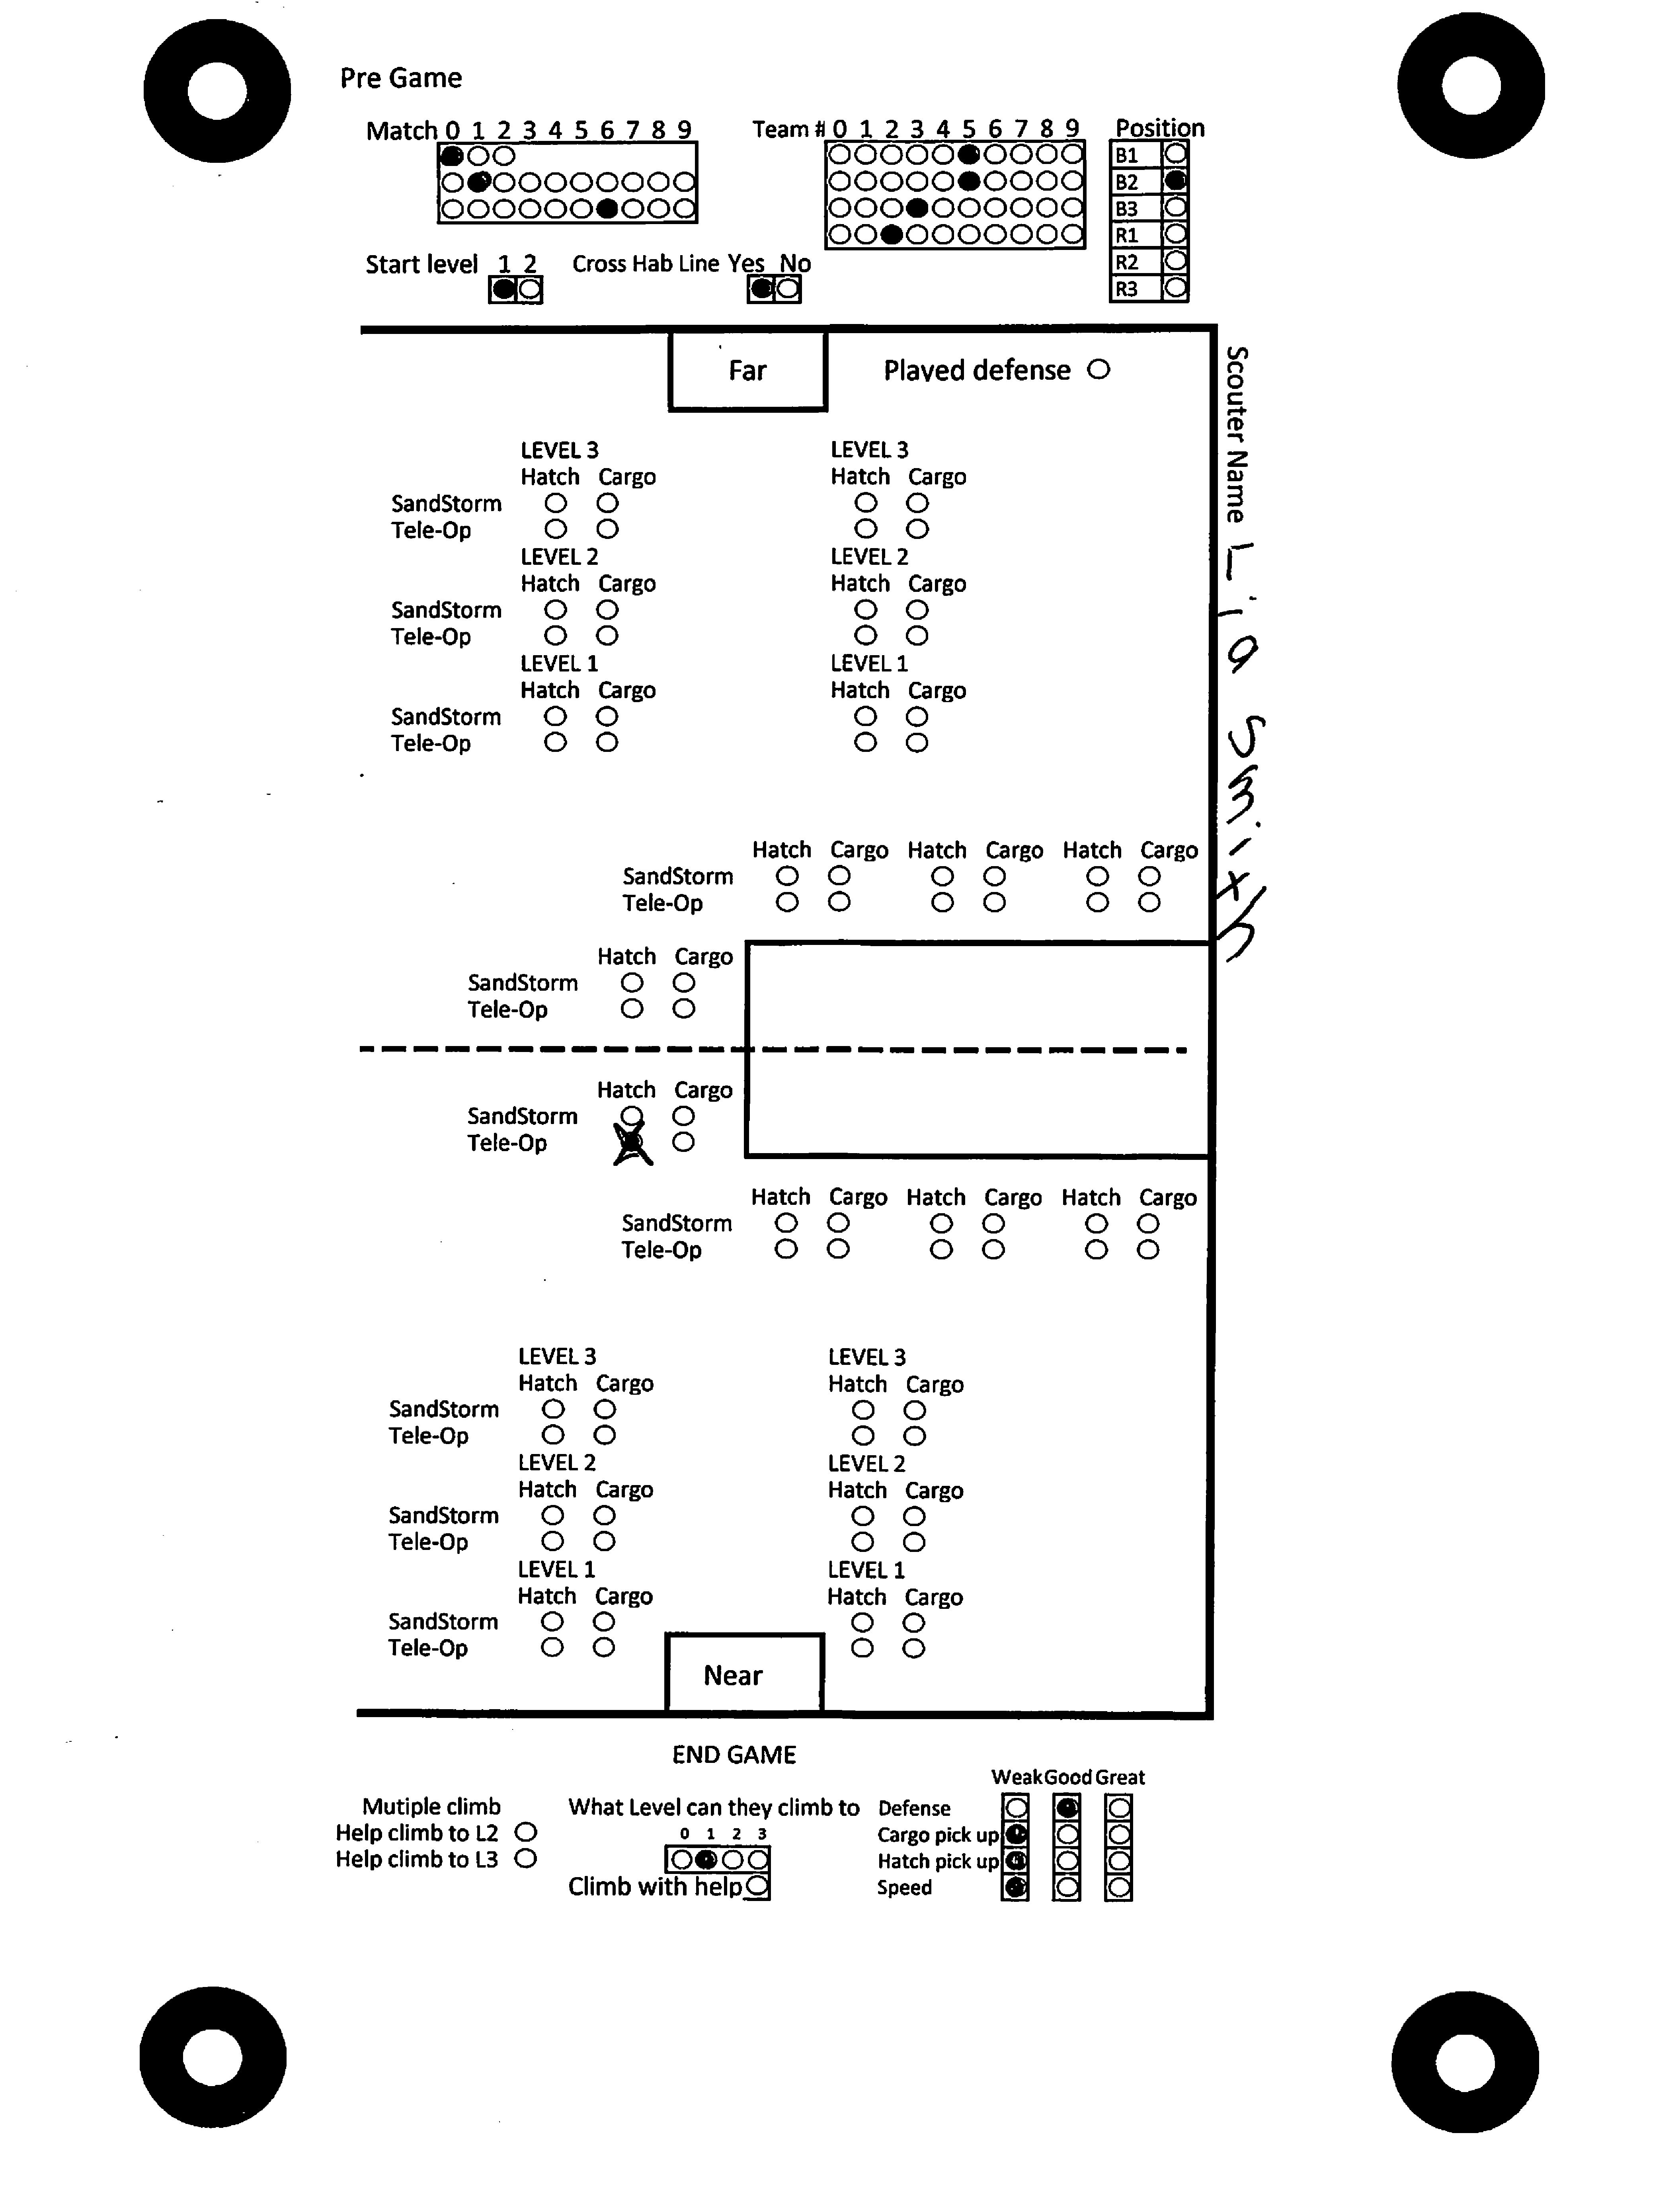 Pre Game
Match 0 1 2 3 4 5 6 7 8 9
Team # 0 1 2 3 4 5 6 7 8 9
Position
B1
B2
B3
R1
R2
R3
Start level 1 2
Cross Hab Line Yes No
Far
Played defense
Scouter Name Lia Smith
LEVEL 3 LEVEL 3
Hatch Cargo Hatch Cargo
SandStorm
Tele-Op
LEVEL 2 LEVEL 2
Hatch Cargo Hatch Cargo
SandStorm
Tele-Op
LEVEL 1 LEVEL 1
Hatch Cargo Hatch Cargo
SandStorm
Tele-Op
Hatch Cargo Hatch Cargo Hatch Cargo
SandStorm
Tele-Op
Hatch Cargo
SandStorm
Tele-Op
Hatch Cargo
SandStorm
Tele-Op
Hatch Cargo Hatch Cargo Hatch Cargo
SandStorm
Tele-Op
LEVEL 3 LEVEL 3
Hatch Cargo Hatch Cargo
SandStorm
Tele-Op
LEVEL 2 LEVEL 2
Hatch Cargo Hatch Cargo
SandStorm
Tele-Op
LEVEL 1 LEVEL 1
Hatch Cargo Hatch Cargo
SandStorm
Tele-Op
Near
END GAME
Mutiple climb
Help climb to L2
Help climb to L3
What Level can they climb to
0 1 2 3
Climb with help
Weak Good Great
Defense
Cargo pick up
Hatch pick up
Speed